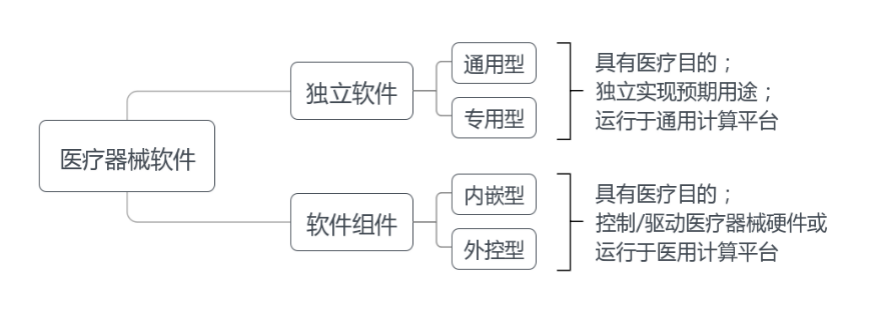 医疗器械软件
独立软件
通用型
专用型
具有医疗目的；
独立实现预期用途；
运行于通用计算平台
软件组件
内嵌型
外控型
具有医疗目的；
控制/驱动医疗器械硬件或
运行于医用计算平台